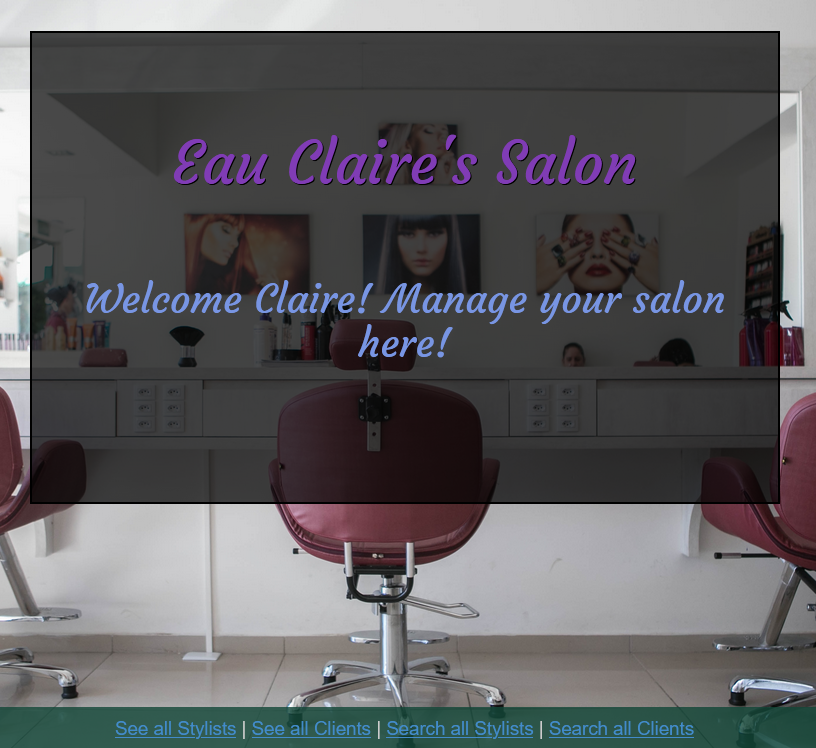 Eau Claire's Salon
Welcome Claire! Manage your salon
here!
See all Stylists | See all Clients | Search all Stylists | Search all Clients